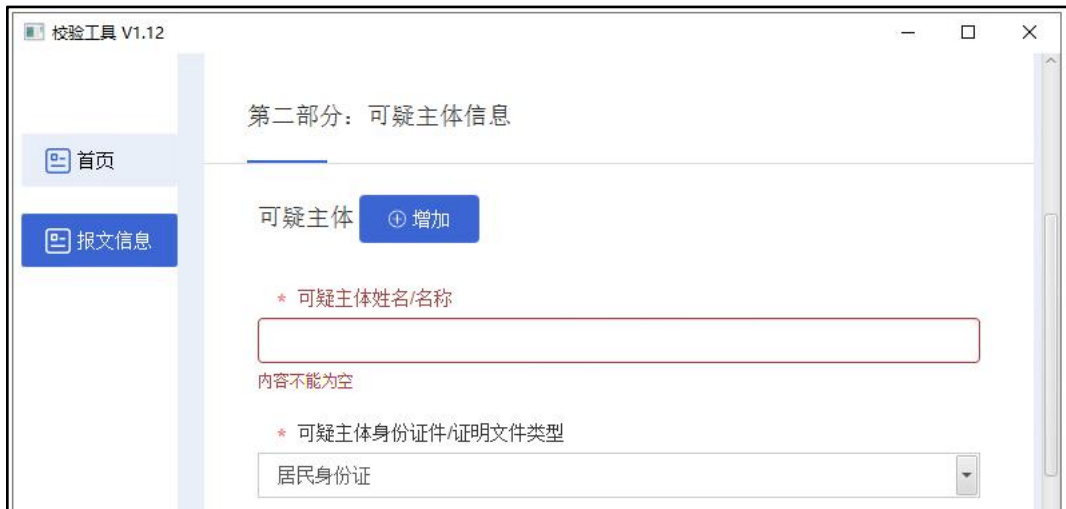 校验工具 V1.12
第二部分：可疑主体信息
首页
可疑主体 增加
报文信息
* 可疑主体姓名/名称
内容不能为空
* 可疑主体身份证件/证明文件类型
居民身份证